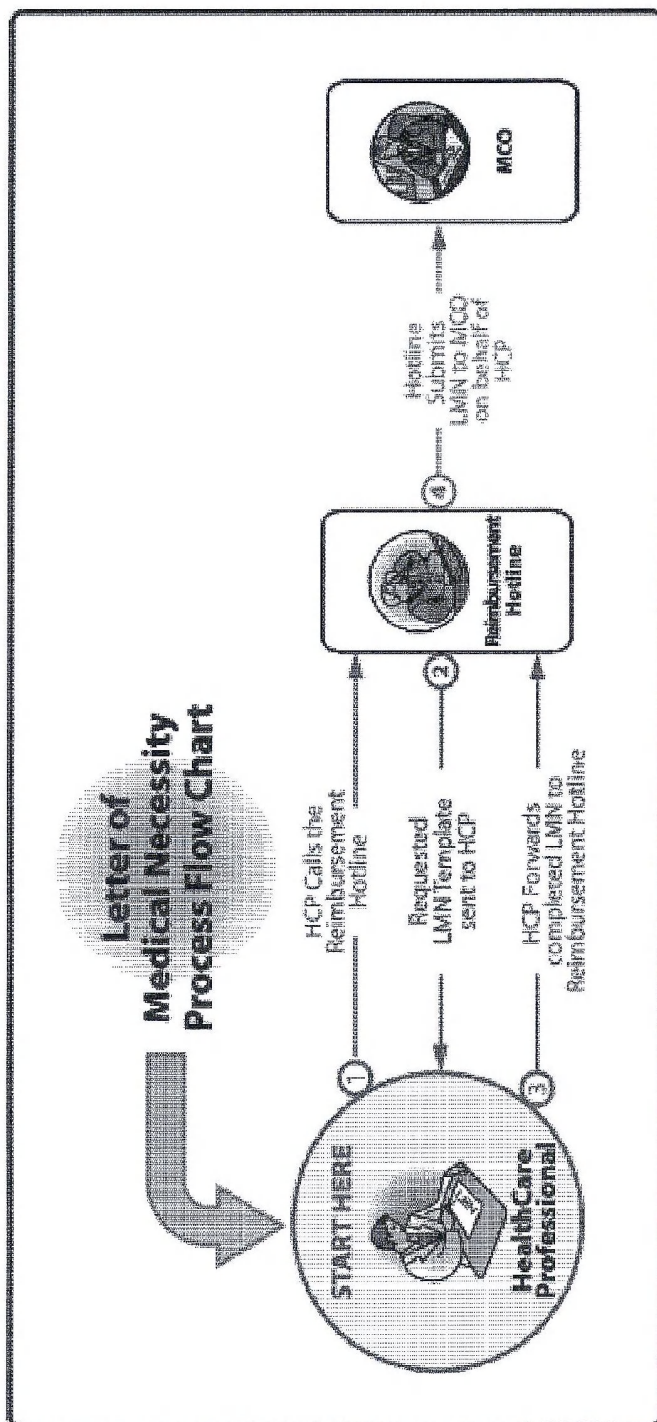 Letter of
Medical Necessity
Process Flow Chart
START HERE
HealthCare
Professional
1
HCP Calls the
Reimbursement
Hotline
2
Requested
LMN Template
sent to HCP
3
HCP Forwards
completed LMN to
Reimbursement Hotline
Reimbursement
Hotline
4
Hotline
Submits
LMN to MCO
on behalf of
HCP
MCO